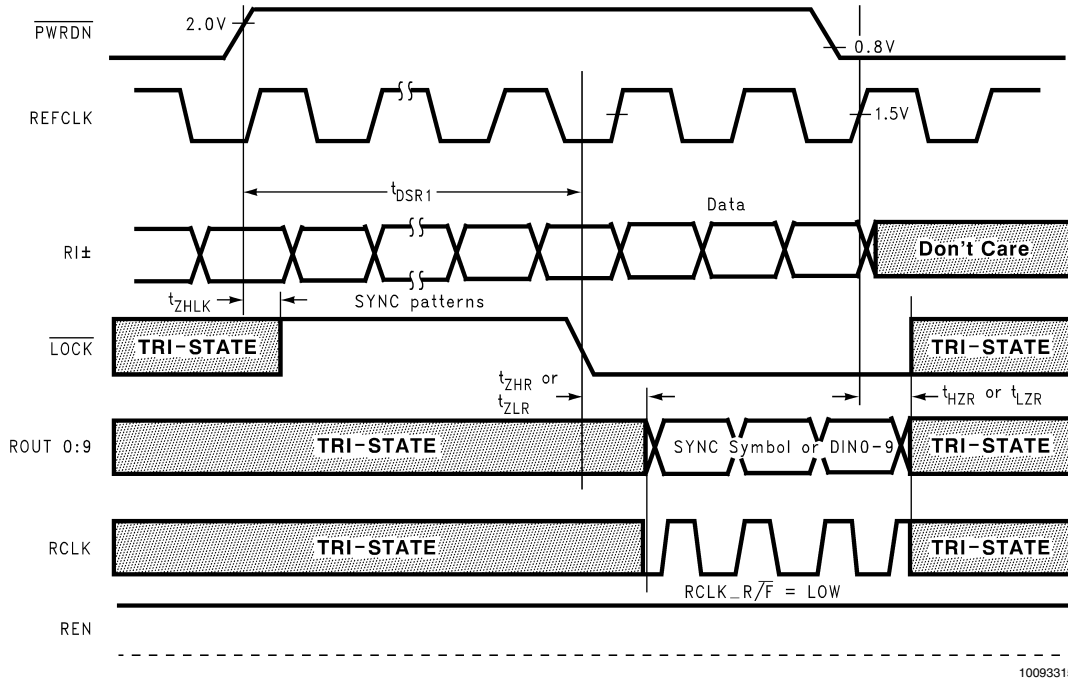 PWRDN
2.0V
0.8V
REFCLK
1.5V
tDSR1
Data
RI±
Don't Care
tZHLK
SYNC patterns
LOCK
TRI-STATE
TRI-STATE
tZHR or
tZLR
tHZR or tLZR
ROUT 0:9
TRI-STATE
SYNC Symbol or DIN0-9
TRI-STATE
RCLK
TRI-STATE
TRI-STATE
RCLK_R/F = LOW
REN
10093315